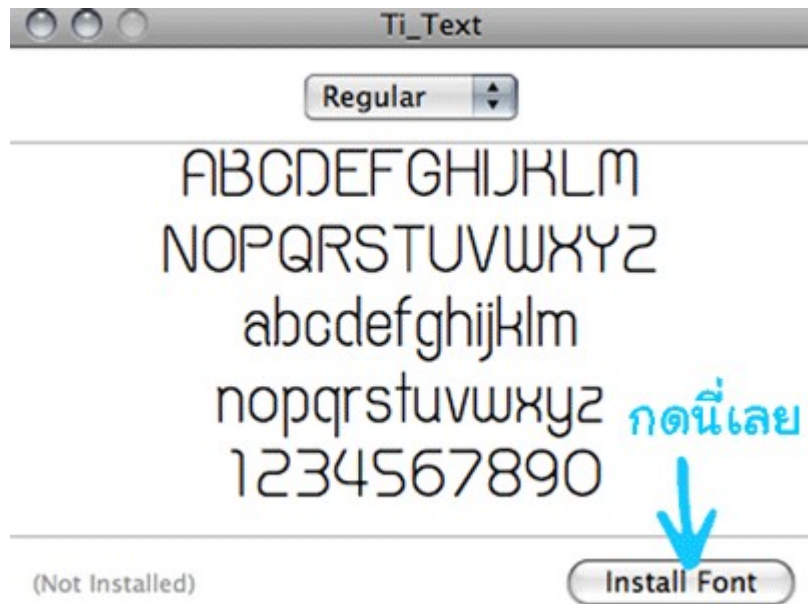 Ti_Text
Regular
ABCDEFGHIJKLM
NOPQRSTUVWXYZ
abcdefghijklm
nopqrstuvwxyz
กดนี่เลย
1234567890
(Not Installed)
Install Font